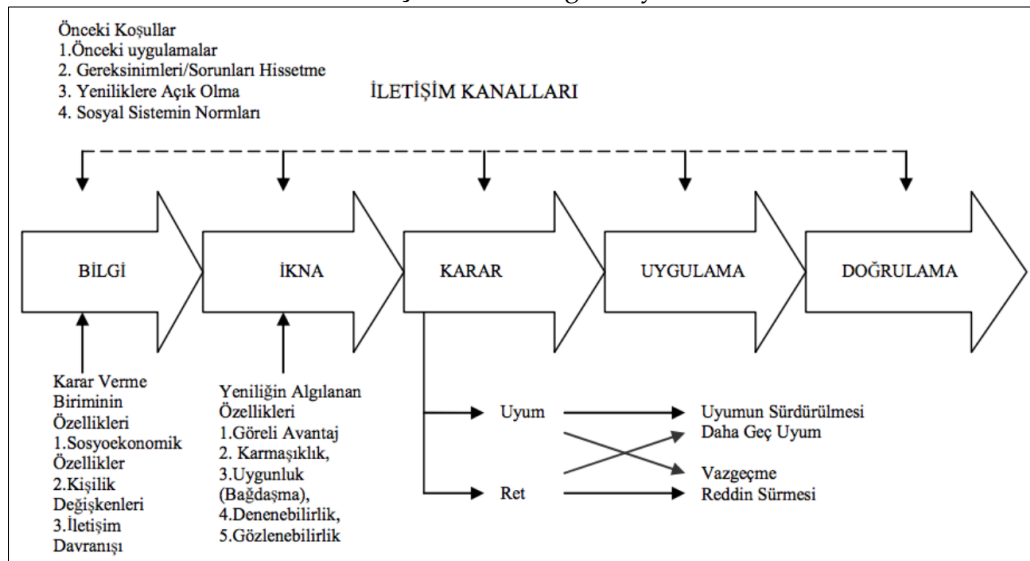 Önceki Koşullar
1.Önceki uygulamalar
2. Gereksinimleri/Sorunları Hissetme
3. Yeniliklere Açık Olma
4. Sosyal Sistemin Normları
İLETİŞİM KANALLARI
BİLGİ
İKNA
KARAR
UYGULAMA
DOĞRULAMA
Karar Verme
Biriminin
Özellikleri
1.Sosyoekonomik
Özellikler
2.Kişilik
Değişkenleri
3.İletişim
Davranışı
Yeniliğin Algılanan
Özellikleri
1.Göreli Avantaj
2. Karmaşıklık,
3.Uygunluk
(Bağdaşma),
4.Denenebilirlik,
5.Gözlenebilirlik
Uyum
Ret
Uyumun Sürdürülmesi
Daha Geç Uyum
Vazgeçme
Reddin Sürmesi